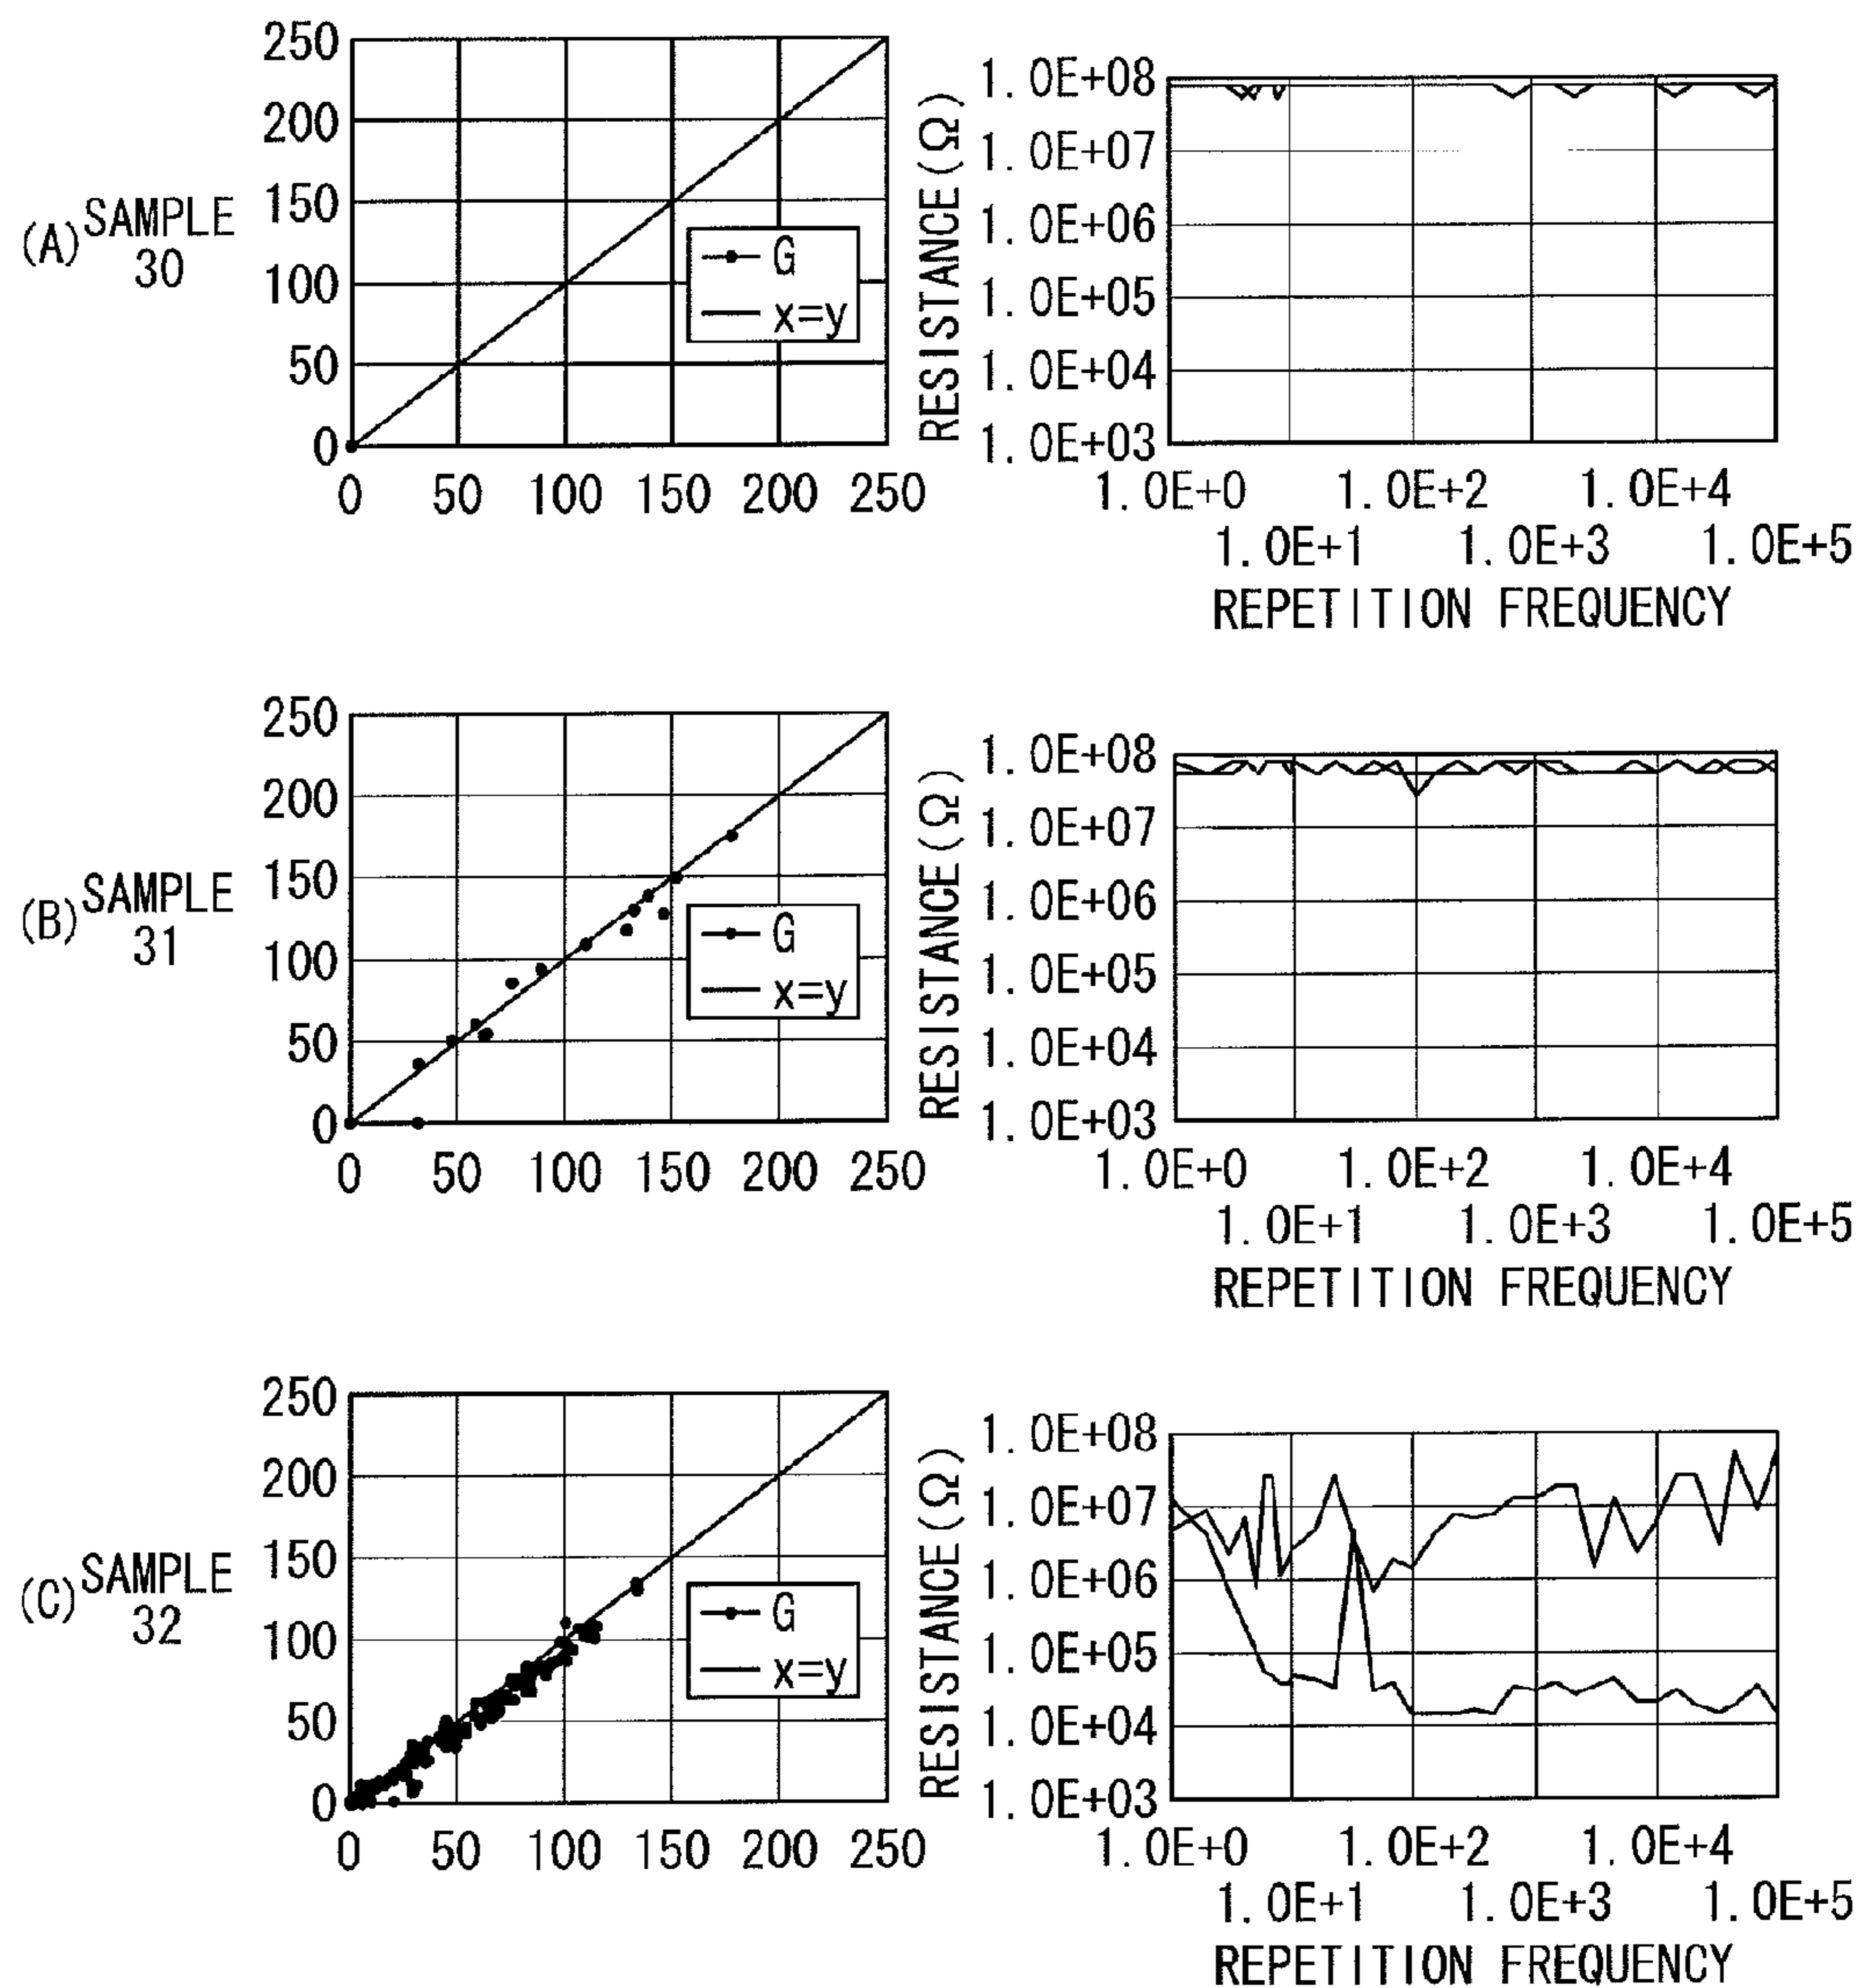 (A) SAMPLE 30
250
200
150
100
50
0
0 50 100 150 200 250
G
x=y
RESISTANCE(Ω)
1.0E+08
1.0E+07
1.0E+06
1.0E+05
1.0E+04
1.0E+03
1.0E+0 1.0E+2 1.0E+4
1.0E+1 1.0E+3 1.0E+5
REPETITION FREQUENCY
(B) SAMPLE 31
250
200
150
100
50
0
0 50 100 150 200 250
G
x=y
RESISTANCE(Ω)
1.0E+08
1.0E+07
1.0E+06
1.0E+05
1.0E+04
1.0E+03
1.0E+0 1.0E+2 1.0E+4
1.0E+1 1.0E+3 1.0E+5
REPETITION FREQUENCY
(C) SAMPLE 32
250
200
150
100
50
0
0 50 100 150 200 250
G
x=y
RESISTANCE(Ω)
1.0E+08
1.0E+07
1.0E+06
1.0E+05
1.0E+04
1.0E+03
1.0E+0 1.0E+2 1.0E+4
1.0E+1 1.0E+3 1.0E+5
REPETITION FREQUENCY